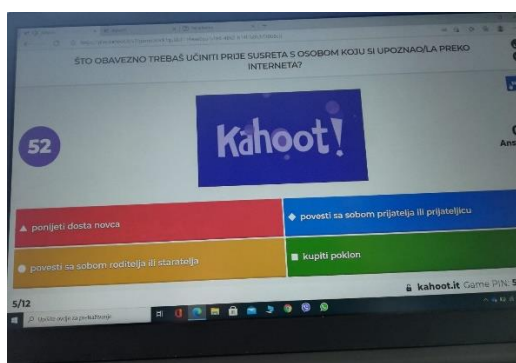 ŠTO OBAVEZNO TREBAŠ UČINITI PRIJE SUSRETA S OSOBOM KOJU SI UPOZNAO/LA PREKO
INTERNETA?
52
Kahoot!
Ans
ponijeti dosta novca
povesti sa sobom prijatelja ili prijateljicu
povesti sa sobom roditelja ili staratelja
kupiti poklon
5/12
kahoot.it Game PIN: 5